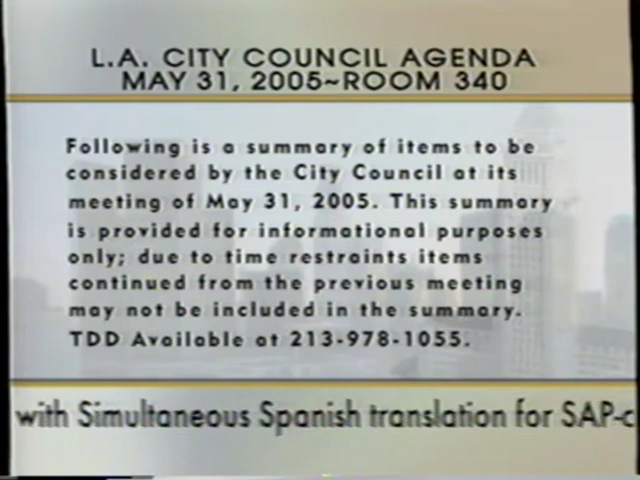 L.A. CITY COUNCIL AGENDA
MAY 31, 2005~ROOM 340
Following is a summary of items to be
considered by the City Council at its
meeting of May 31, 2005. This summary
is provided for informational purposes
only; due to time restraints items
continued from the previous meeting
may not be included in the summary.
TDD Available at 213-978-1055.
with Simultaneous Spanish translation for SAP-c